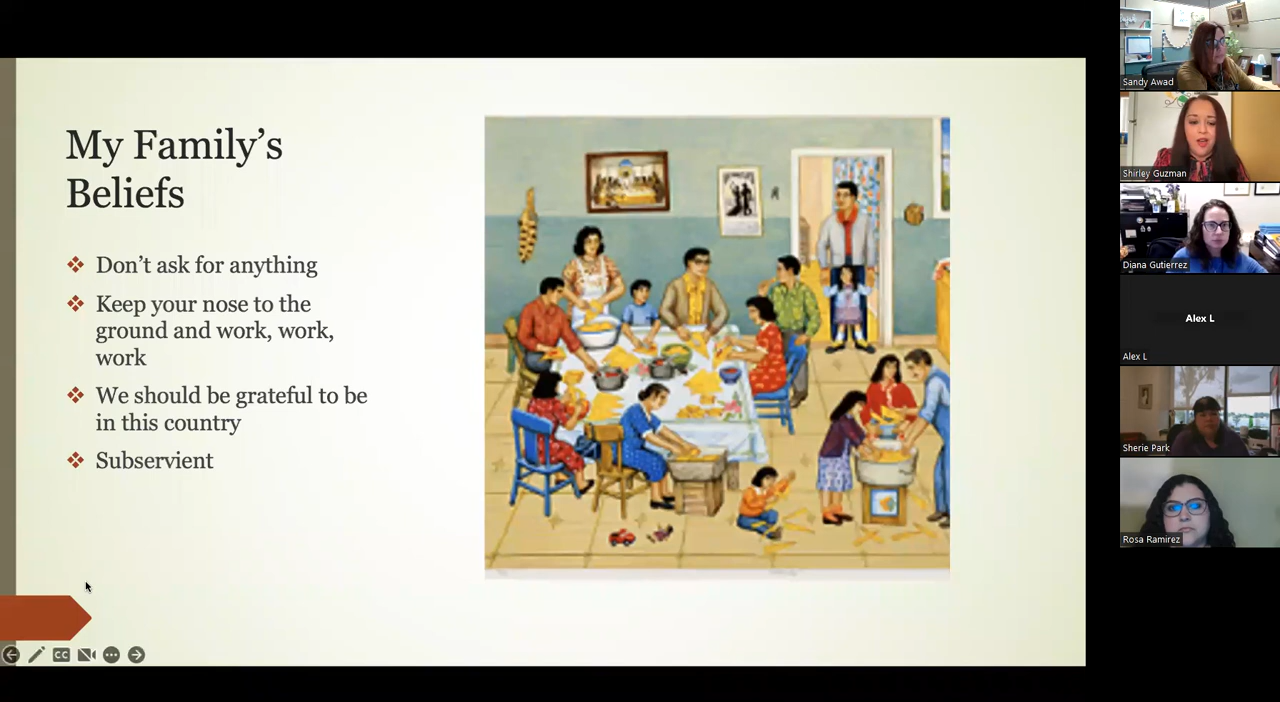 My Family’s
Beliefs
❖ Don’t ask for anything
❖ Keep your nose to the
ground and work, work,
work
❖ We should be grateful to be
in this country
❖ Subservient
CC
Sandy Awad
Shirley Guzman
Diana Gutierrez
Alex L
Alex L
Sherie Park
Rosa Ramirez